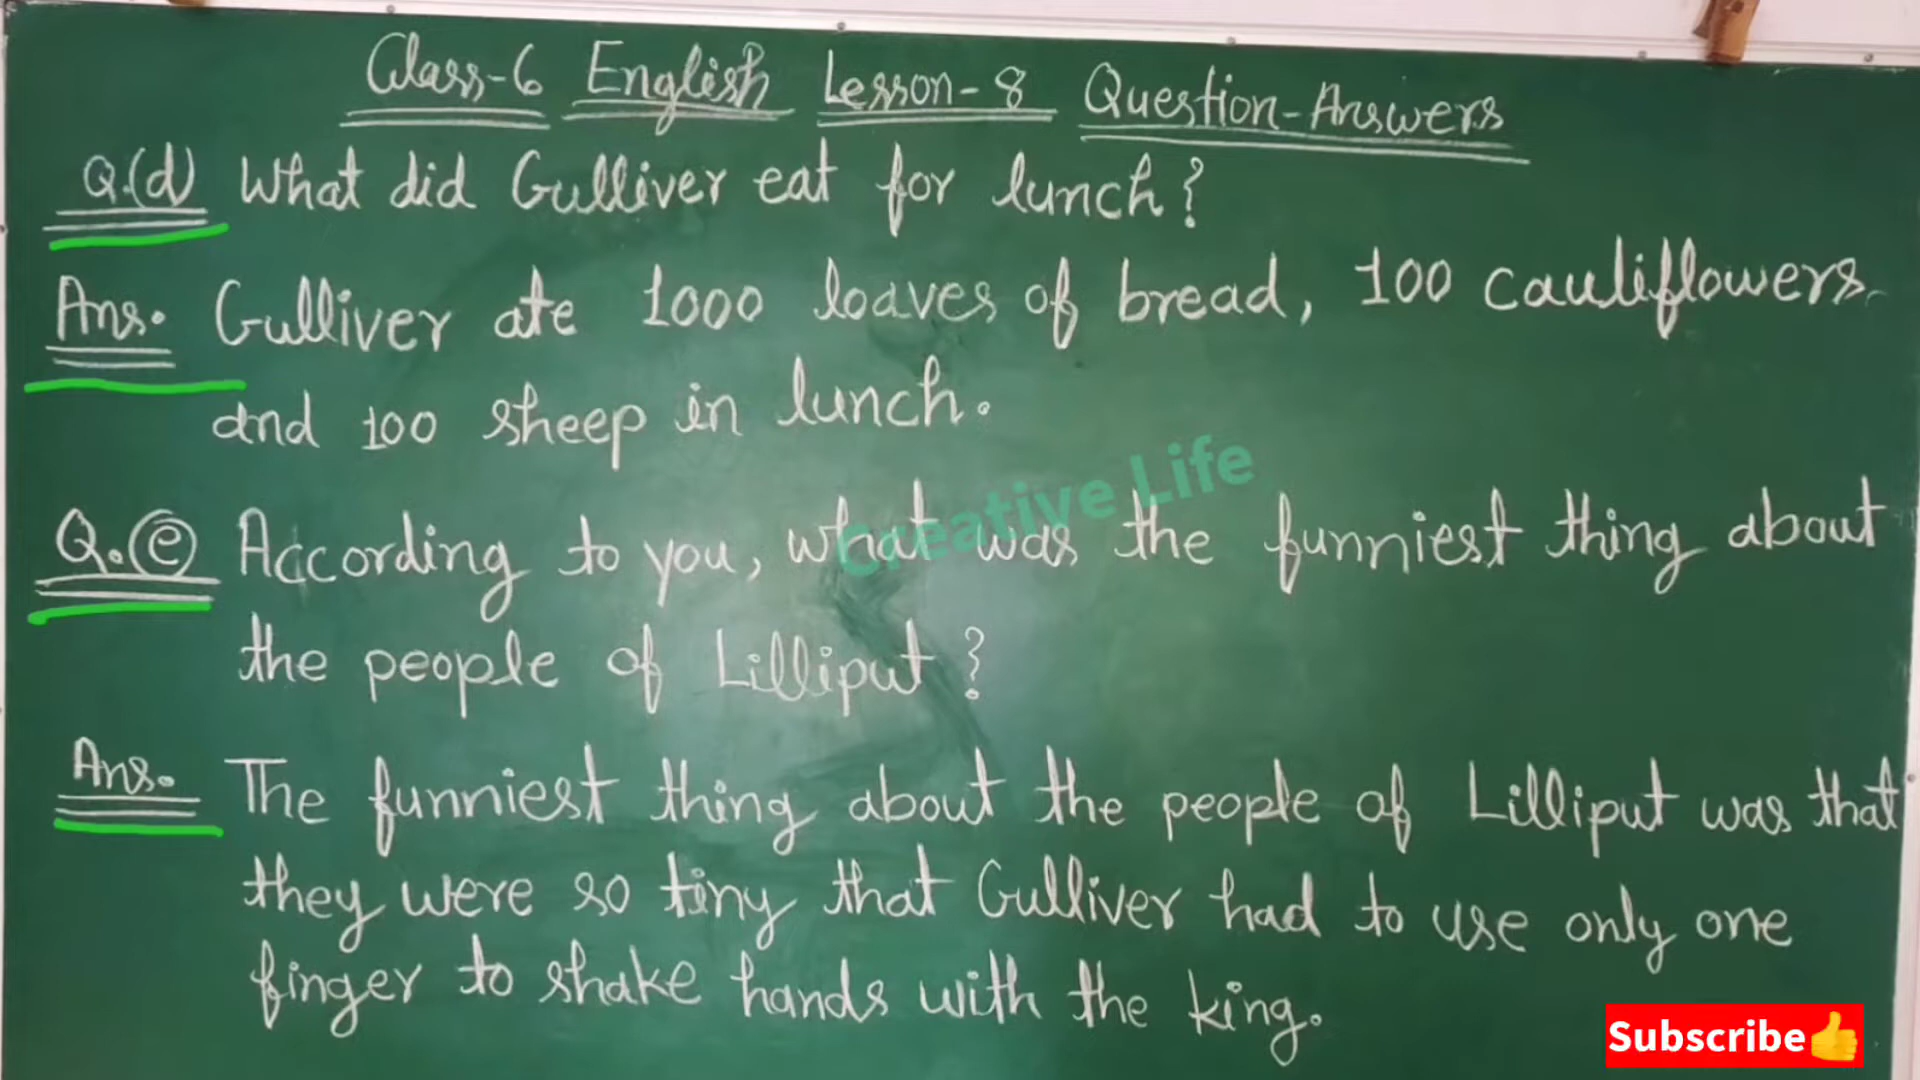 Class-6 English Lesson-8 Question-Answers
Q.(d) What did Gulliver eat for lunch?
Ans. Gulliver ate 1000 loaves of bread, 100 cauliflowers
and 100 sheep in lunch.
Creative Life
Q.(e) According to you, what was the funniest thing about
the people of Lilliput?
Ans. The funniest thing about the people of Lilliput was that
they were so tiny that Gulliver had to use only one
finger to shake hands with the king.
Subscribe👍